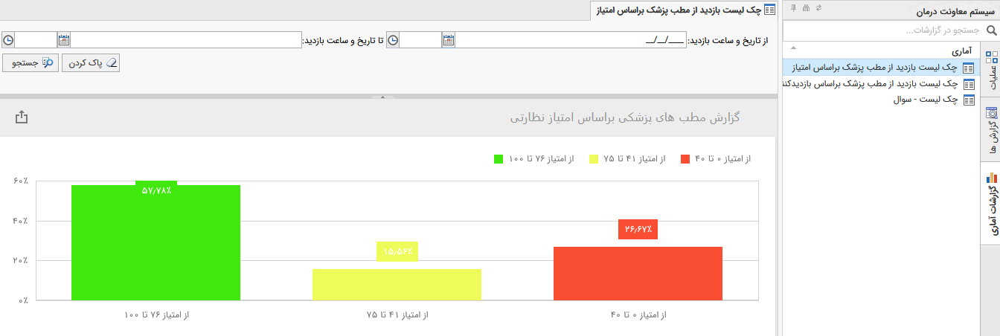 سیستم معاونت درمان
جستجو در گزارشات...
آماری
چک لیست بازدید از مطب پزشک براساس امتیاز
چک لیست بازدید از مطب پزشک براساس بازدیدکنن
چک لیست - سوال
عملیات
گزارش ها
گزارشات آماری
چک لیست بازدید از مطب پزشک براساس امتیاز
از تاریخ و ساعت بازدید: ____/__/__ تا تاریخ و ساعت بازدید:
پاک کردن جستجو
گزارش مطب های پزشکی براساس امتیاز نظارتی
از امتیاز ۰ تا ۴۰ از امتیاز ۴۱ تا ۷۵ از امتیاز ۷۶ تا ۱۰۰
۶۰٪
۴۰٪
۲۰٪
۰٪
۲۶٫۶۷٪
۱۵٫۵۶٪
۵۷٫۷۸٪
از امتیاز ۰ تا ۴۰ از امتیاز ۴۱ تا ۷۵ از امتیاز ۷۶ تا ۱۰۰